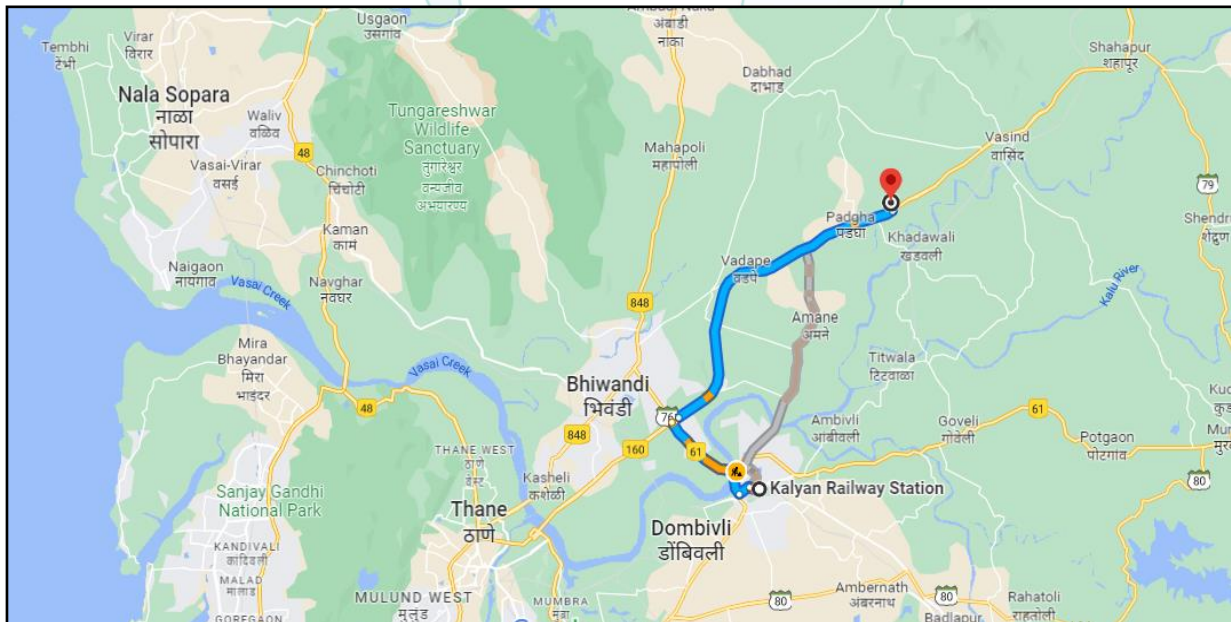 Usgaon
उसगांव
अंबाडी
नाका
Tembhi
टेंभी
Virar
विरार
Shahapur
शहापूर
Dabhad
दाभाड
Nala Sopara
नाळा
सोपारा
Waliv
वळिव
Tungareshwar
Wildlife
Sanctuary
तुंगारेश्वर
वन्यजीव
अभयारण्य
Mahapoli
महापोली
Vasind
वासिंद
48
Vasai-Virar
वसई
Chinchoti
चिंचोटी
79
Kaman
कामं
Padgha
पडघा
Khadawali
खडवली
Naigaon
नायगाव
Navghar
नवघर
Vadape
वडपे
Vasai Creek
848
Kalu River
Amane
अमने
Mira
Bhayandar
मिरा
भाइंदर
Vasai Creek
Titwala
टिटवाळा
Bhiwandi
भिवंडी
48
76
Ambivli
आंबीवली
Goveli
गोवेली
61
Potgaon
पोटगांव
848
160
61
THANE WEST
ठाणे
वेस्ट
Kasheli
कशेळी
80
Sanjay Gandhi
National Park
Kalyan Railway Station
Thane
ठाणे
Dombivli
डोंबिवली
KANDIVALI
कांदिवली
MALAD
मालाड
GOREGAON
MULUND WEST
मुलुंड
MUMBRA
80
Ambernath
अंबरनाथ
80
Rahatoli
राहतोली
Badlapur